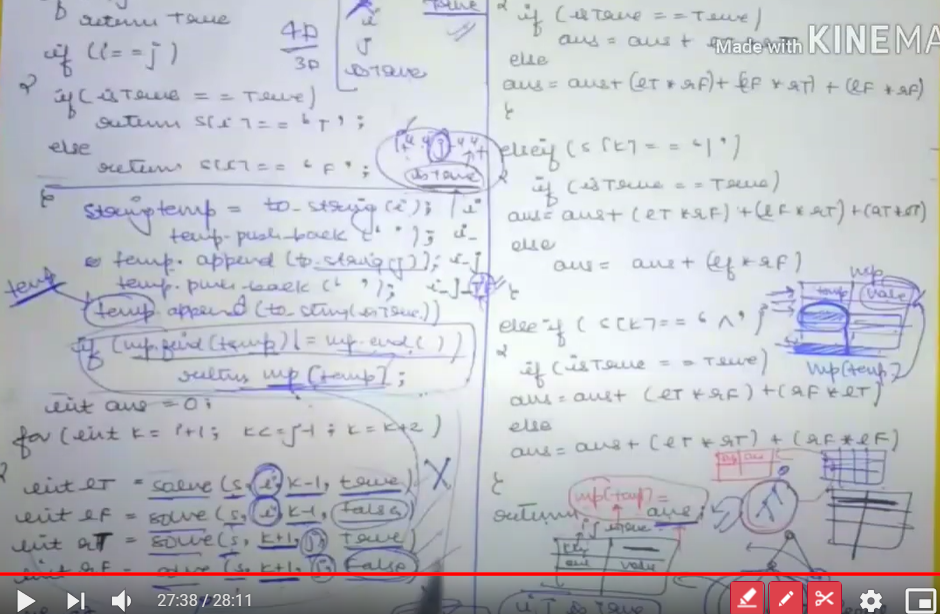 return True
if (i==j)
{
if (isTrue == True)
return s[i] == 'T';
else
return s[i] == 'F';
}
4D
3D
i
j
isTrue
isTrue
string temp = to_string(i);
temp.push_back(' ');
temp.append(to_string(j));
temp.push_back(' ');
temp.append(to_string(isTrue))
temp
if (mp.find(temp) != mp.end())
return mp[temp];
int ans = 0;
for (int k = i+1; k<=j-1; k=k+2)
{
int lT = solve(s, i, k-1, true)
int lF = solve(s, i, k-1, false)
int rT = solve(s, k+1, j, True)
int rF = solve(s, k+1, j, False)
{ if (isTrue == True)
ans = ans +
else
ans = ans + (lT * rF) + (lF * rT) + (lF * rF)
}
else if (s[k] == '|')
{
if (isTrue == True)
ans = ans + (lT * rF) + (lF * rT) + (rT*lT)
else
ans = ans + (lF * rF)
}
else if (s[k] == '^')
{
if (isTrue == True)
ans = ans + (lT * rF) + (rF * lT)
else
ans = ans + (lT * rT) + (rF * lF)
}
return mp[temp] = ans;
mp
temp
value
mp[temp]
i j isTrue
key
value
ans
i, j isTrue
Made with KINEMA
27:38 / 28:11